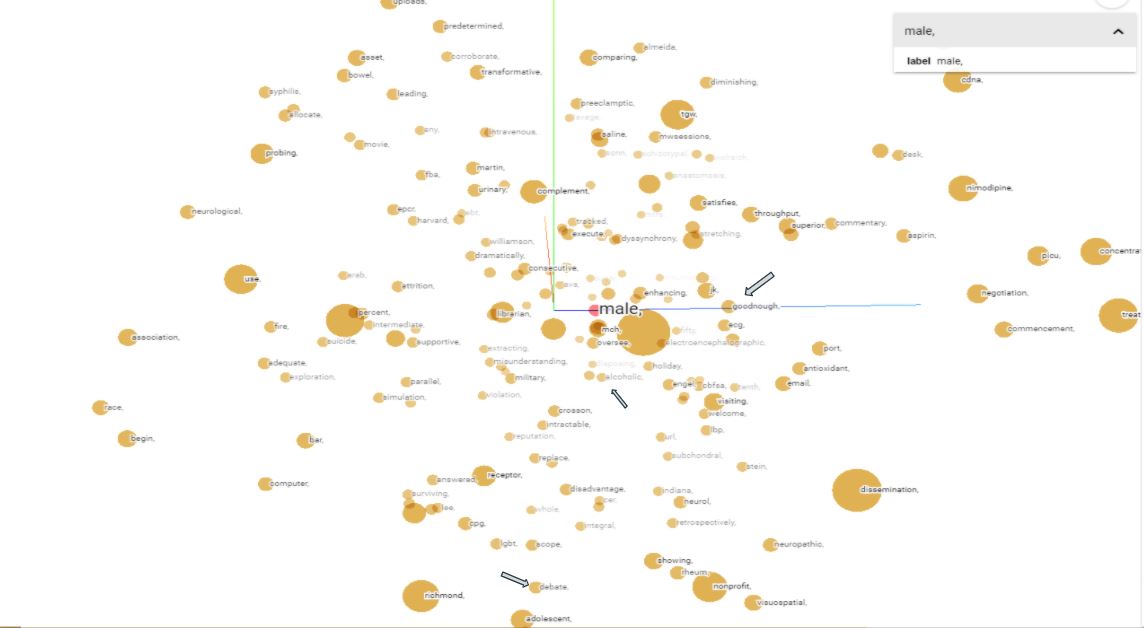 uploads,
male,
predetermined,
almeida,
asset,
corroborate,
comparing,
label male,
bowel,
transformative,
diminishing,
cdna,
syphilis,
leading,
preeclamptic,
allocate,
tgw,
any,
intravenous,
saline,
mwsessions,
movie,
probing,
desk,
martin,
fba,
anastomosis,
urinary,
complement,
nimodipine,
satisfies,
neurological,
epcr,
throughput,
harvard,
tracked,
superior,
commentary,
execute,
dyssynchrony,
stretching,
aspirin,
williamson,
dramatically,
concentra
picu,
consecutive,
arab,
use,
attrition,
jk,
enhancing,
negotiation,
goodnough,
male,
percent,
librarian,
treat
intermediate,
fire,
mch,
ecg,
commencement,
association,
suicide,
supportive,
oversee,
electroencephalographic,
extracting,
port,
adequate,
misunderstanding,
holiday,
antioxidant,
exploration,
military,
alcoholic,
parallel,
cbfsa,
tenth,
email,
violation,
simulation,
visiting,
race,
crosson,
welcome,
intractable,
lbp,
begin,
bar,
reputation,
url,
replace,
subchondral,
stein,
receptor,
answered,
computer,
disadvantage,
indiana,
dissemination,
surviving,
cer,
neurol,
lee,
whole,
cpg,
integral,
retrospectively,
lgbt,
scope,
neuropathic,
showing,
rheum,
debate,
nonprofit,
richmond,
visuospatial,
adolescent,